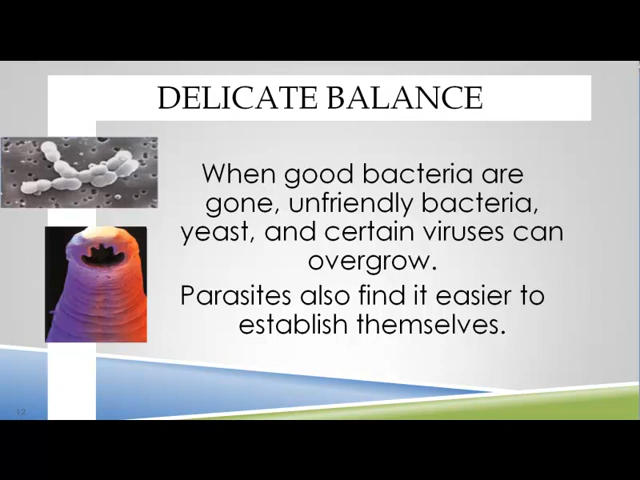 DELICATE BALANCE
When good bacteria are
gone, unfriendly bacteria,
yeast, and certain viruses can
overgrow.
Parasites also find it easier to
establish themselves.
12